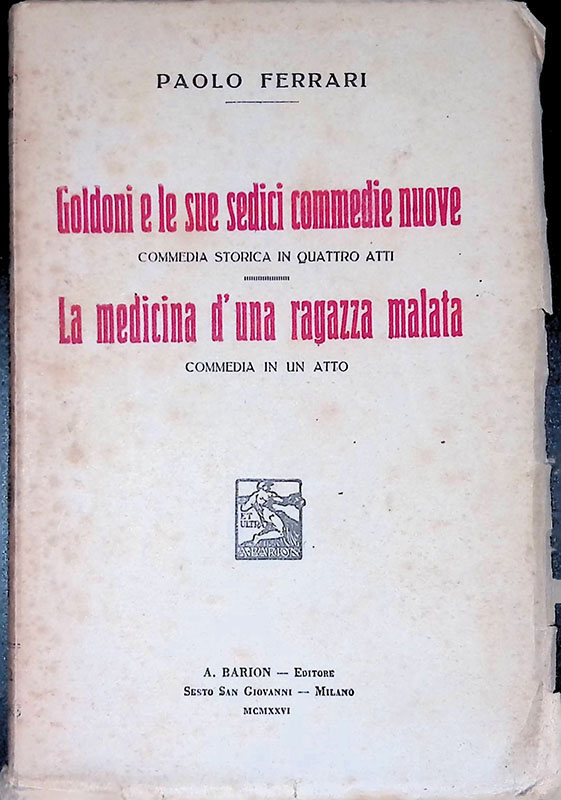 PAOLO FERRARI
Goldoni e le sue sedici commedie nuove
COMMEDIA STORICA IN QUATTRO ATTI
La medicina d'una ragazza malata
COMMEDIA IN UN ATTO
ET
ULTRA
A. BARION
A. BARION — EDITORE
SESTO SAN GIOVANNI — MILANO
MCMXXVI